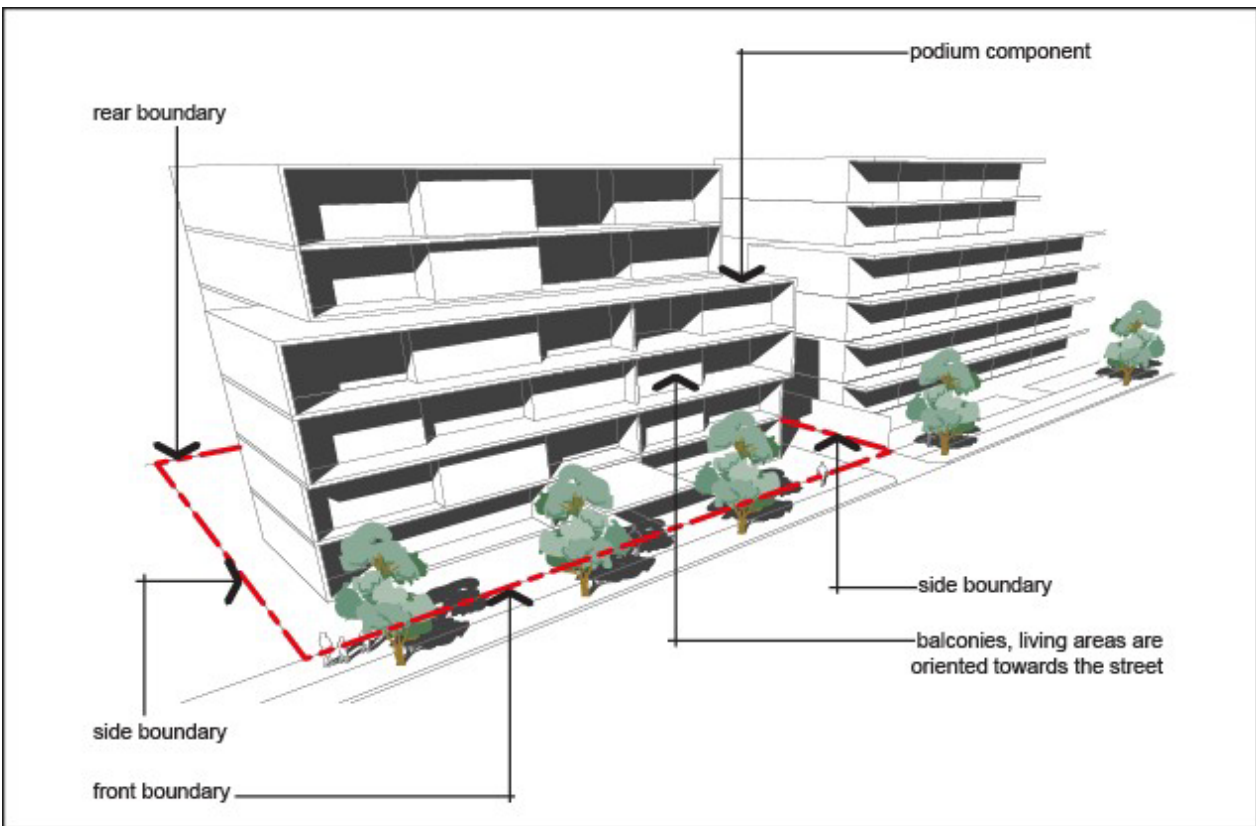 podium component
rear boundary
side boundary
balconies, living areas are
oriented towards the street
side boundary
front boundary